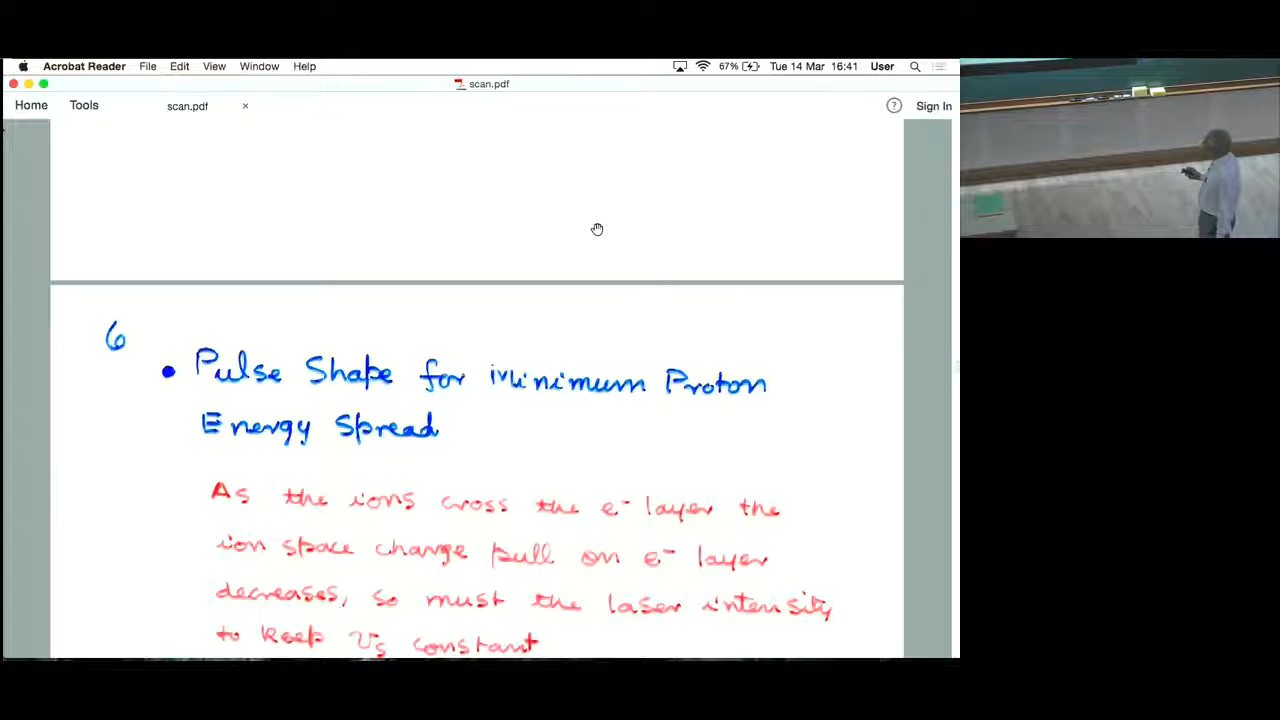 Acrobat Reader File Edit View Window Help 67% Tue 14 Mar 16:41 User
scan.pdf
Home Tools scan.pdf × ? Sign In
6
• Pulse Shape for Minimum Proton
Energy Spread
As the ions cross the e⁻ layer the
ion space charge pull on e⁻ layer
decreases, so must the laser intensity
to keep vₛ constant